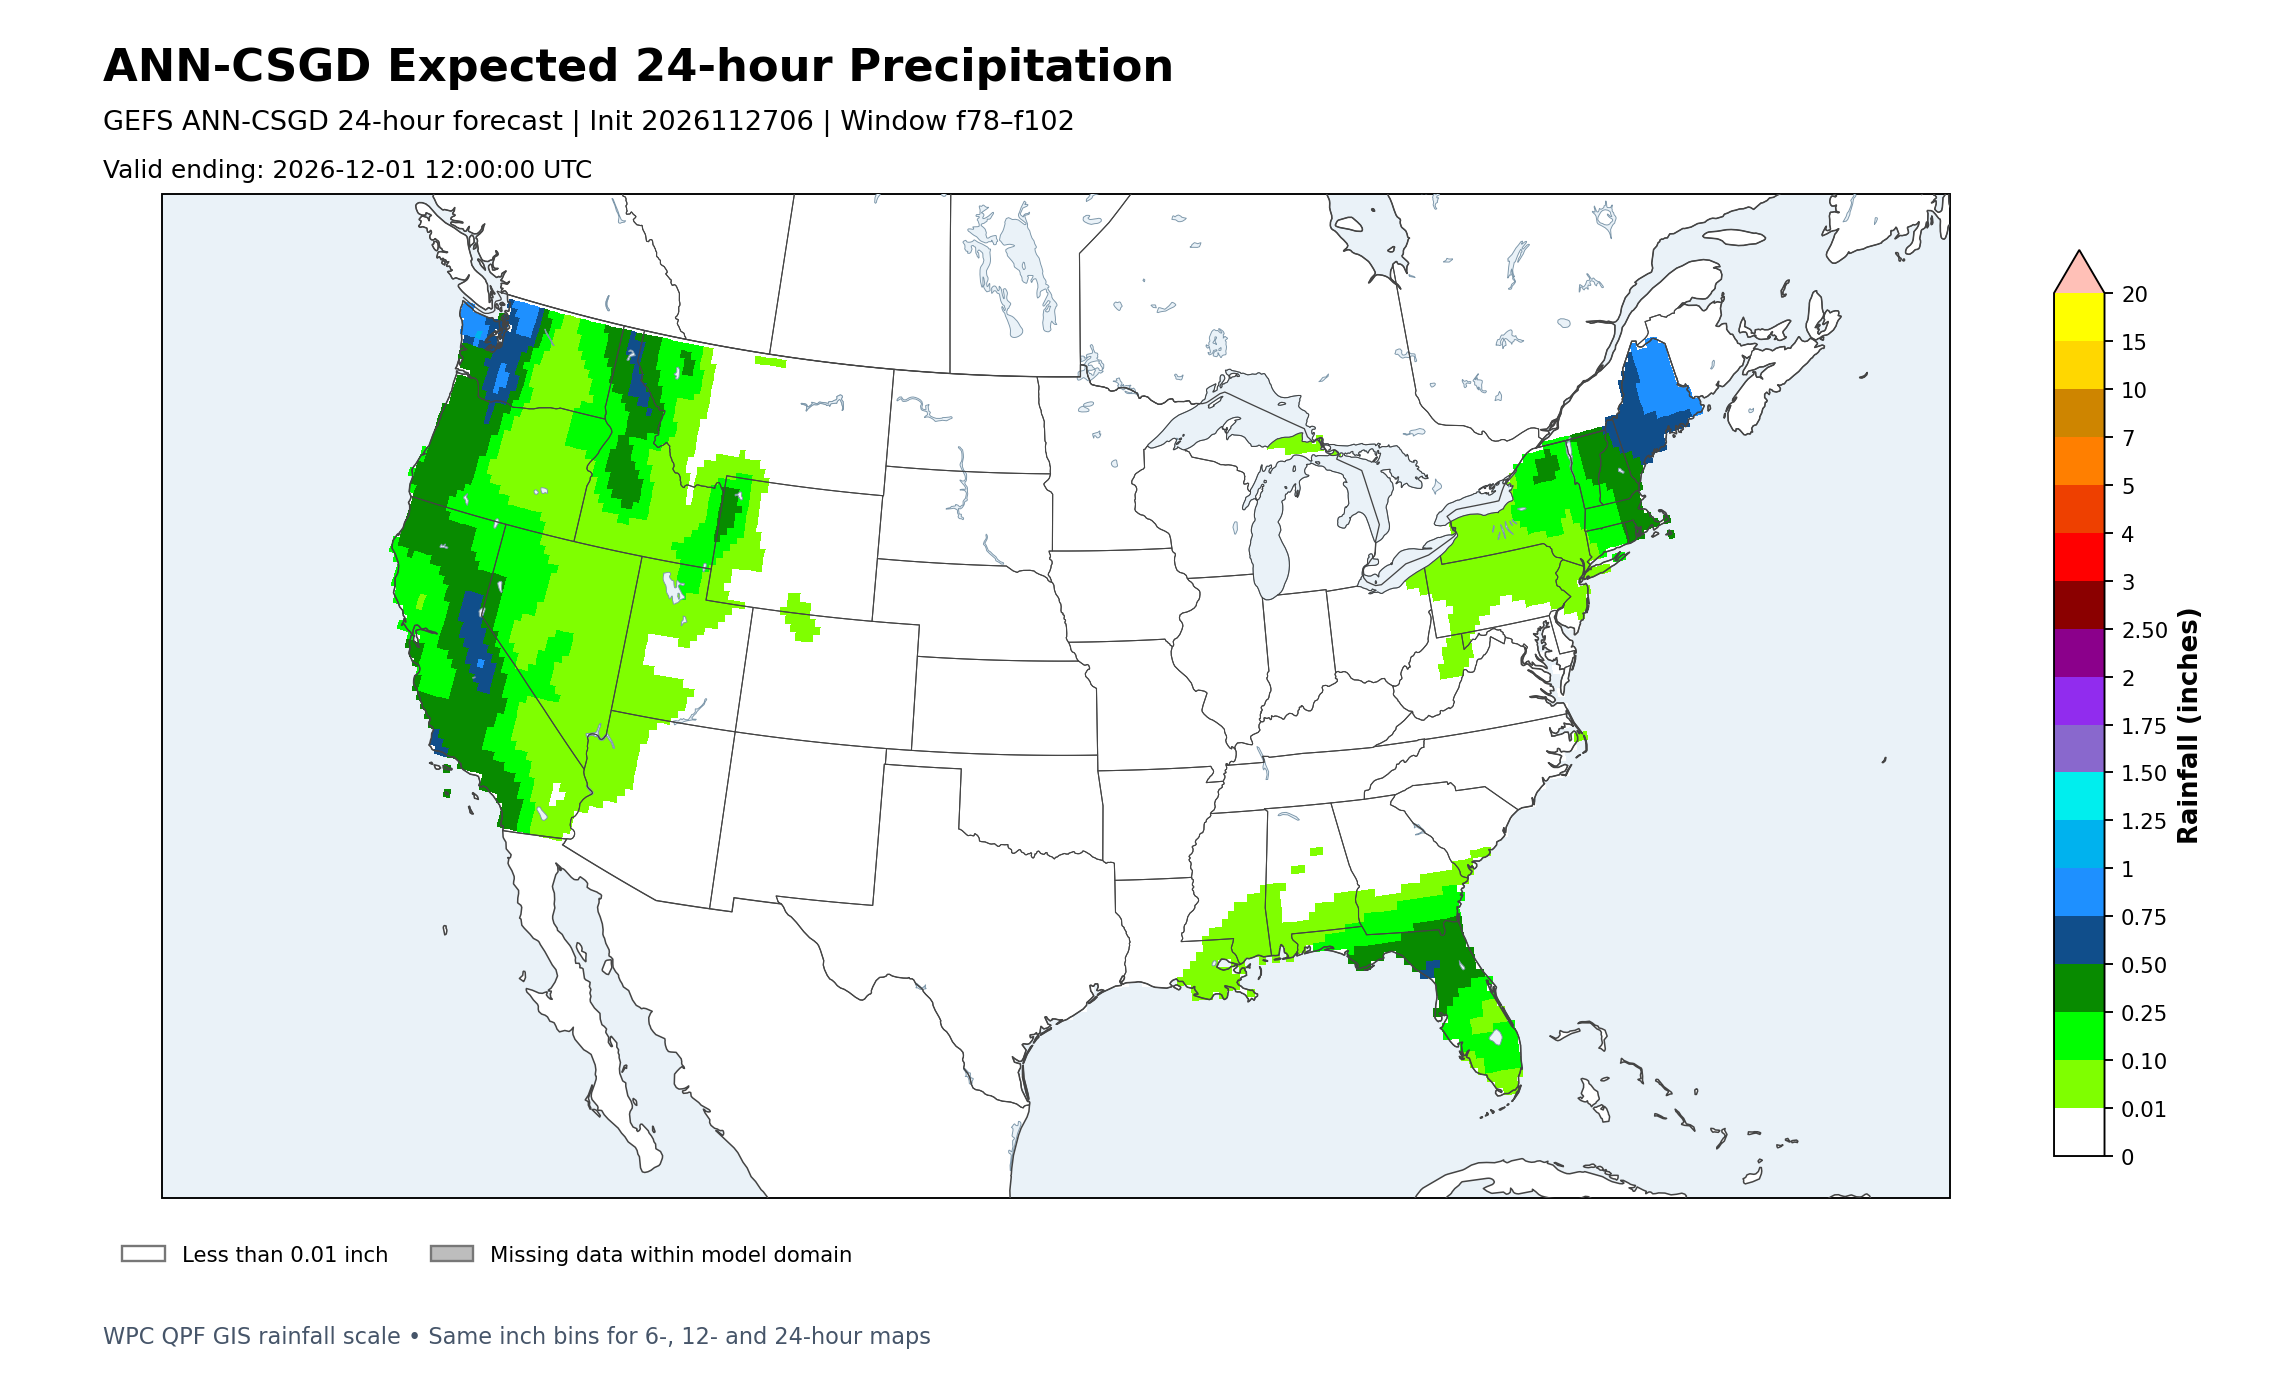 ANN-CSGD Expected 24-hour Precipitation
GEFS ANN-CSGD 24-hour forecast | Init 2026112706 | Window f78–f102
Valid ending: 2026-12-01 12:00:00 UTC
20
15
10
7
5
4
3
2.50
2
1.75
1.50
1.25
1
0.75
0.50
0.25
0.10
0.01
0
Rainfall (inches)
Less than 0.01 inch
Missing data within model domain
WPC QPF GIS rainfall scale • Same inch bins for 6-, 12- and 24-hour maps